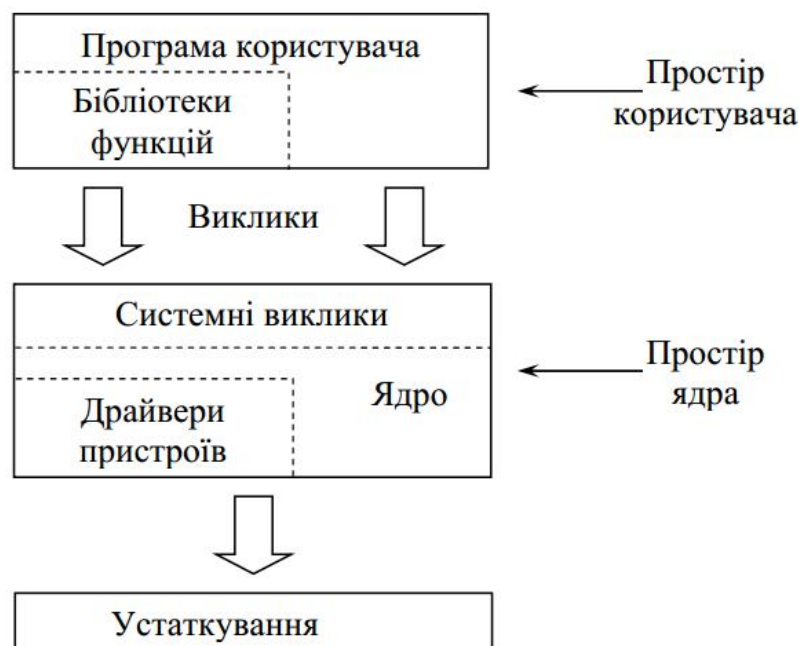 Програма користувача
Бібліотеки
функцій
Простір
користувача
Виклики
Системні виклики
Ядро
Драйвери
пристроїв
Простір
ядра
Устаткування